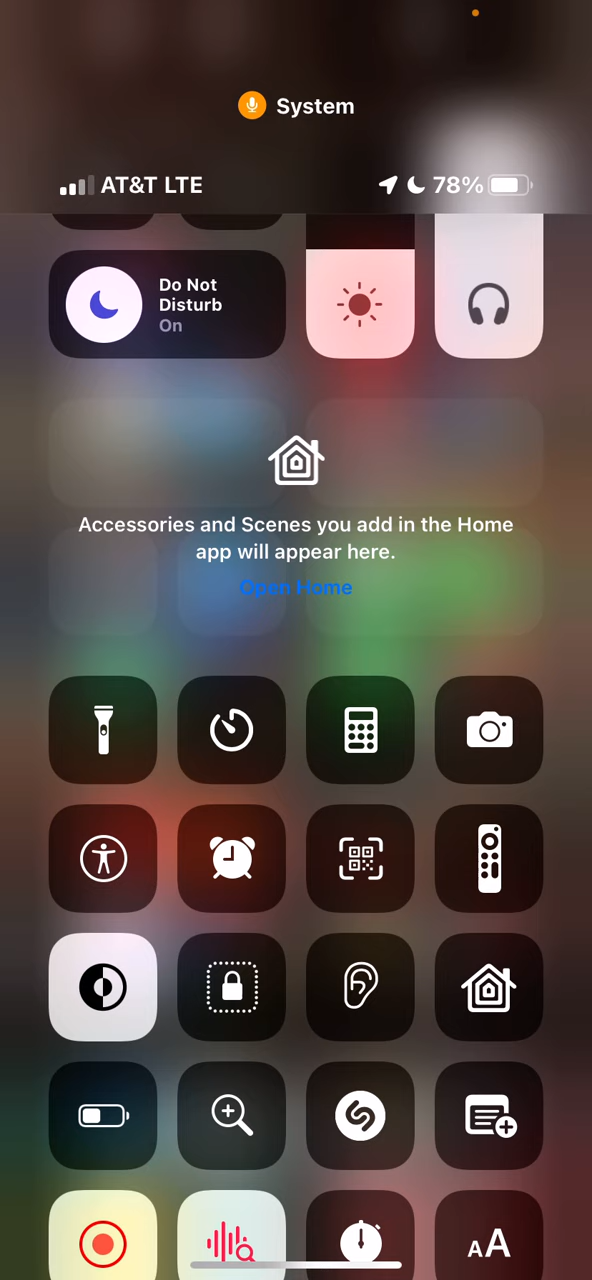 System
AT&T LTE
78%
Do Not
Disturb
On
Accessories and Scenes you add in the Home
app will appear here.
Open Home
AA